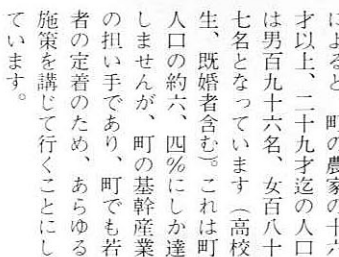 によると 町の農家の十六
才以上、二十九才迄の人口
は男百九十六名、女百八十
七名となっています（高校
生、既婚者含む)。これは町
人口の約六、四%にしか達
しませんが、町の基幹産業
の担い手であり、町でも若
者の定着のため、あらゆる
施策を講じて行くことにし
ています。